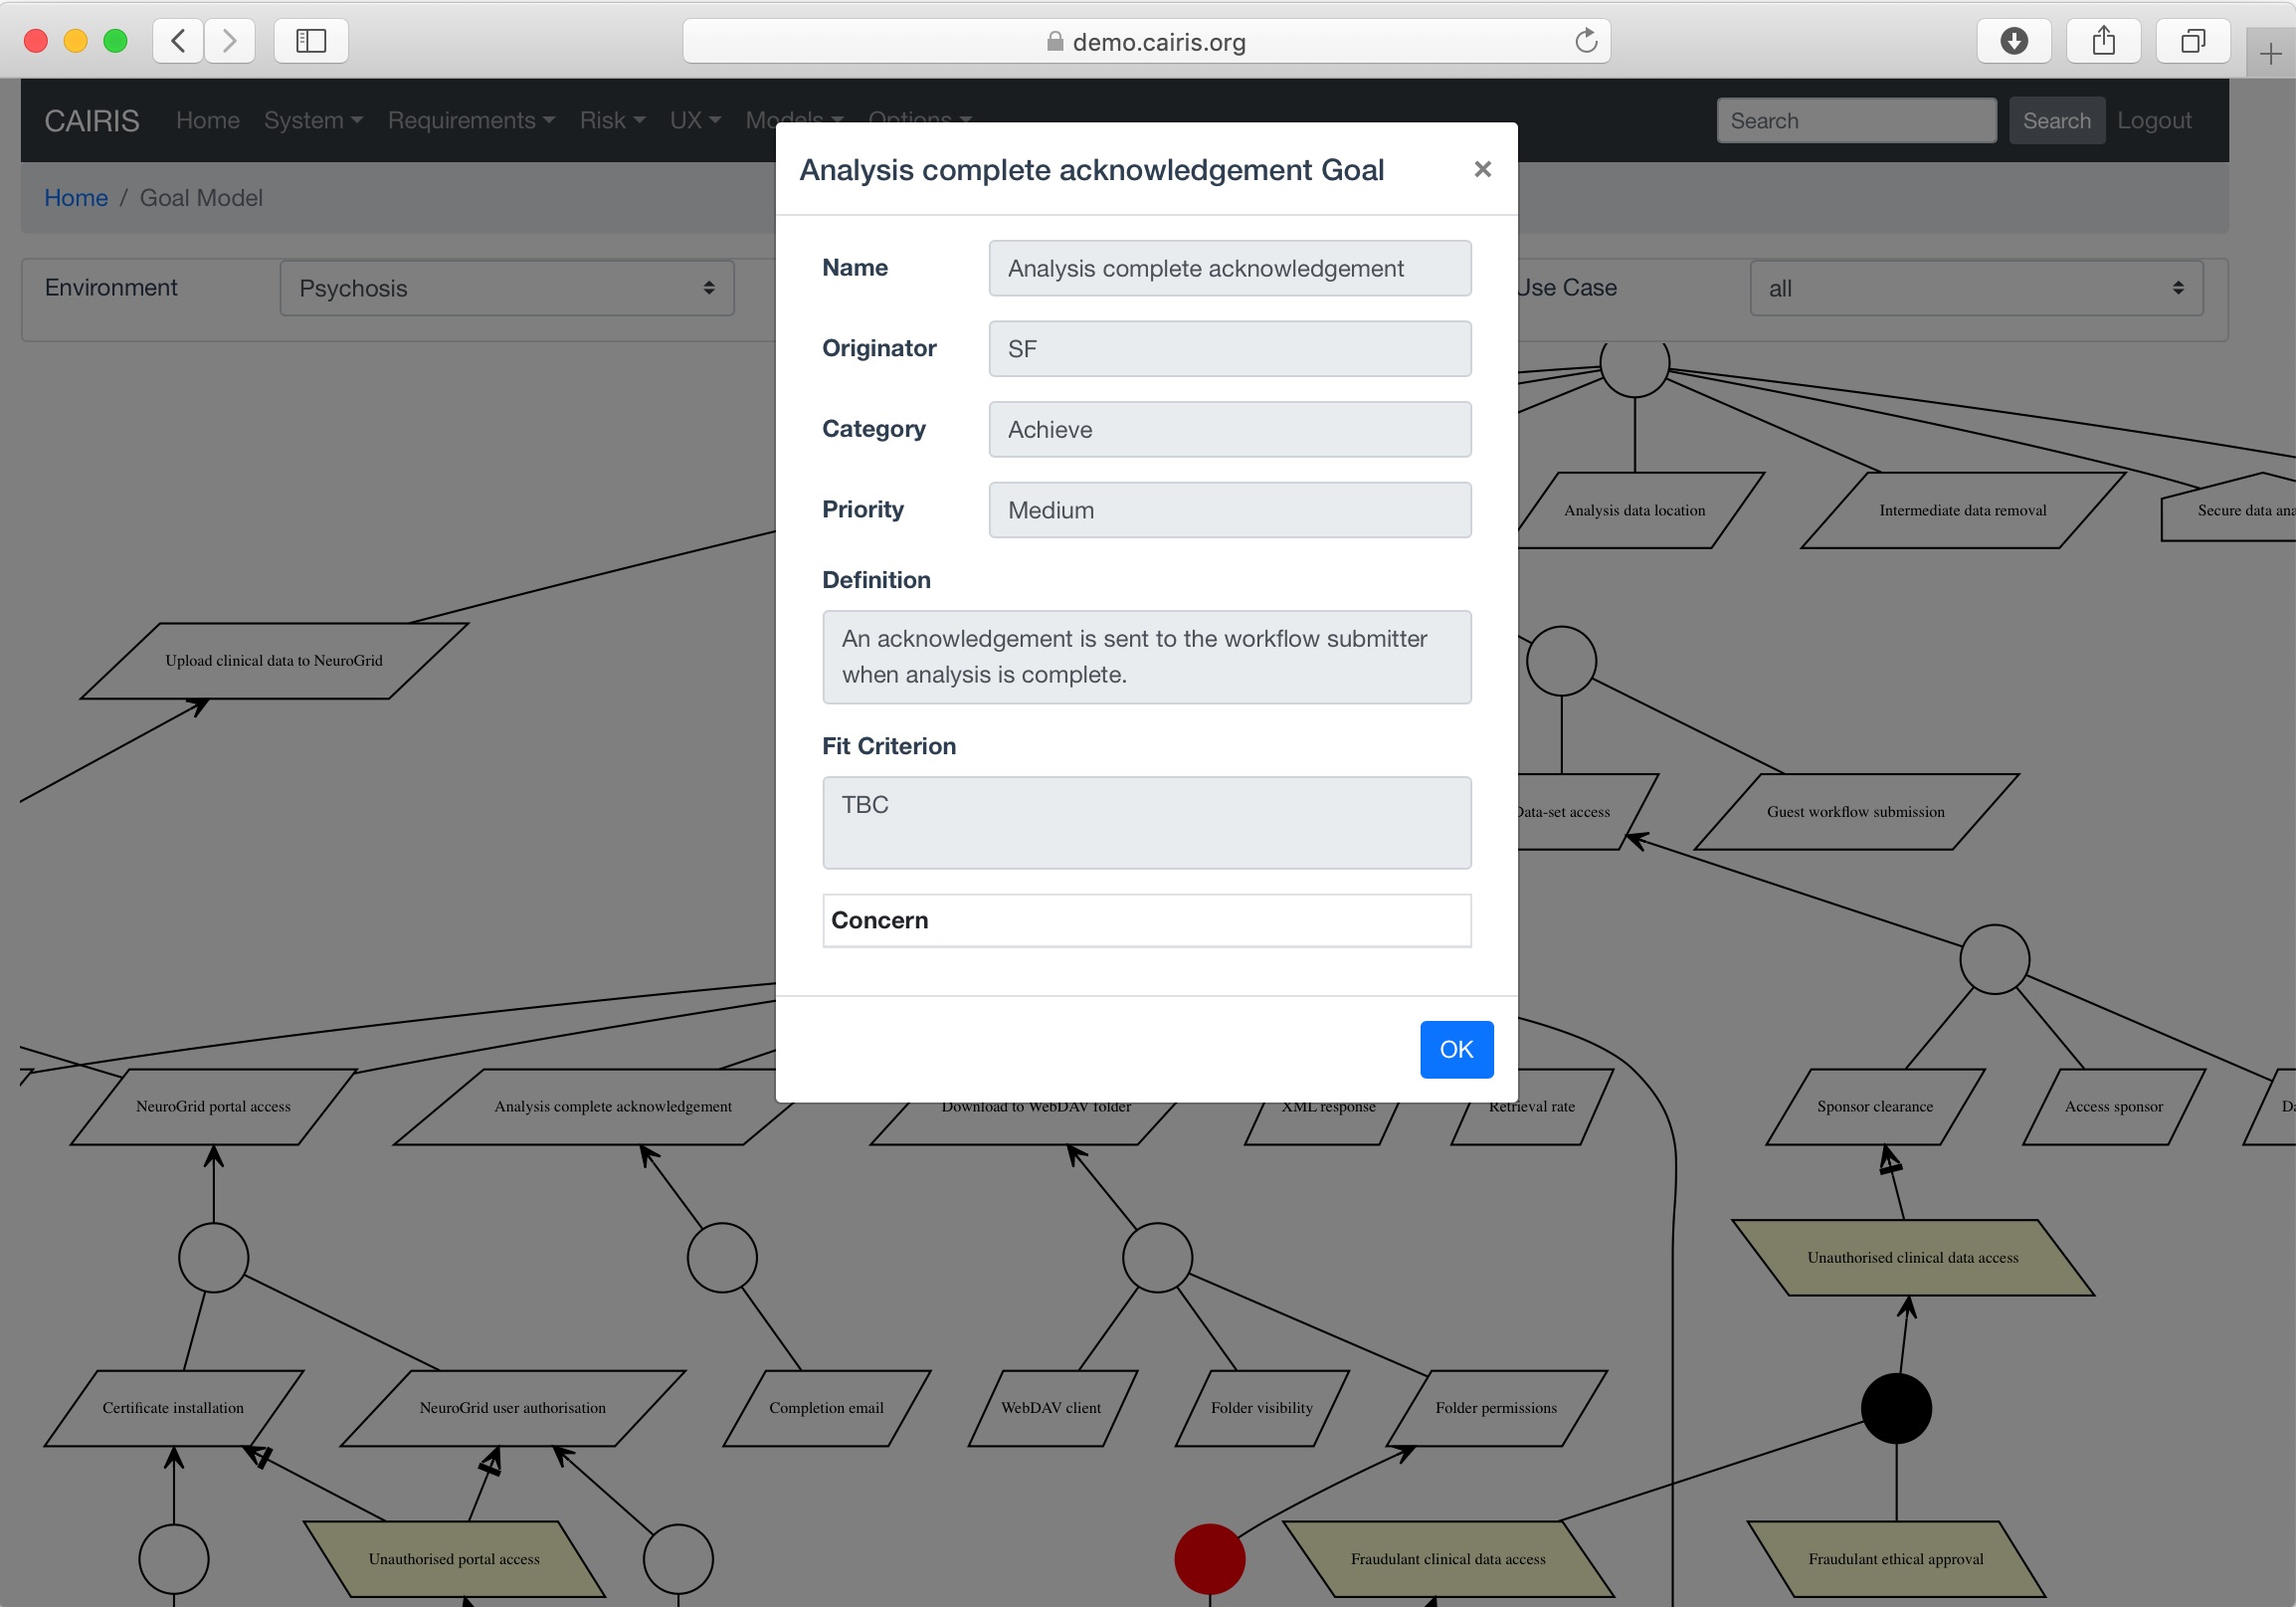 demo.cairis.org
CAIRIS Home System Requirements Risk UX Models Options Search Search Logout
Home / Goal Model
Environment Psychosis Use Case all
Analysis complete acknowledgement Goal ×
Name Analysis complete acknowledgement
Originator SF
Category Achieve
Priority Medium
Definition
An acknowledgement is sent to the workflow submitter
when analysis is complete.
Fit Criterion
TBC
Concern
OK
Analysis data location Intermediate data removal Secure data
Upload clinical data to NeuroGrid
Data-set access Guest workflow submission
NeuroGrid portal access Analysis complete acknowledgement Download to WebDAV folder XML response Retrieval rate Sponsor clearance Access sponsor
Unauthorised clinical data access
Certificate installation NeuroGrid user authorisation Completion email WebDAV client Folder visibility Folder permissions
Unauthorised portal access Fraudulant clinical data access Fraudulant ethical approval